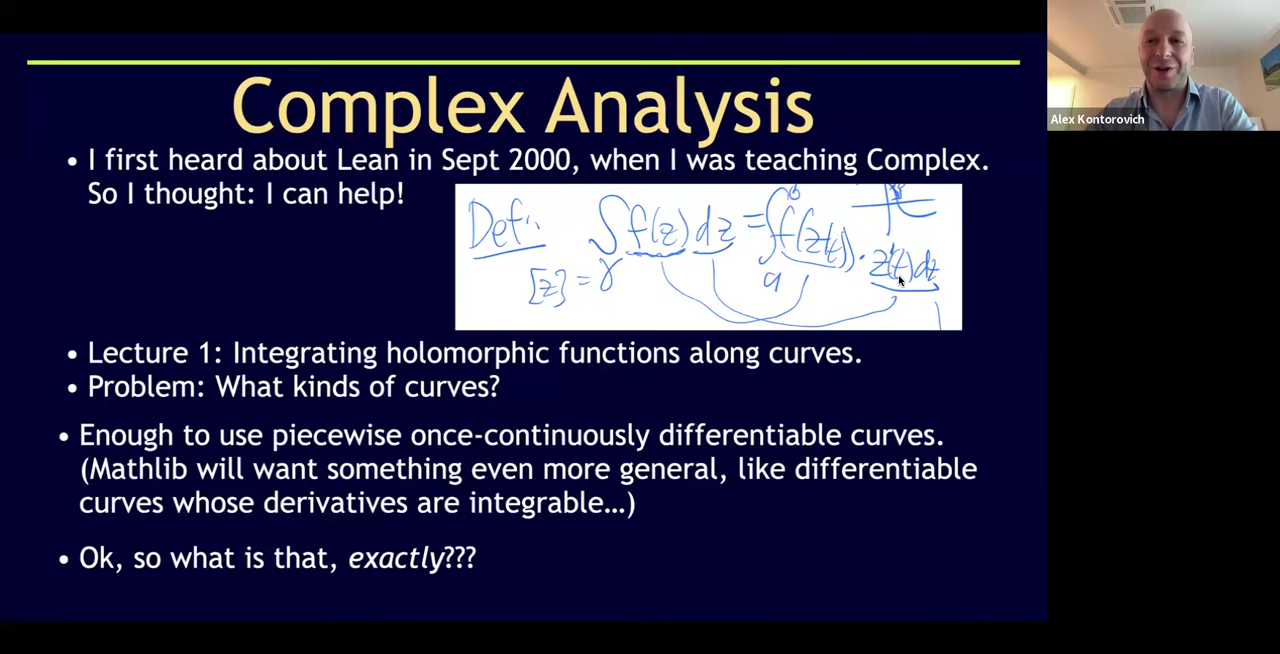 Complex Analysis
• I first heard about Lean in Sept 2000, when I was teaching Complex.
So I thought: I can help!
Def:
∫ f(z) dz = ∫ f(z(t)) · z'(t) dt
[z] = γ
a
b
• Lecture 1: Integrating holomorphic functions along curves.
• Problem: What kinds of curves?
• Enough to use piecewise once-continuously differentiable curves.
(Mathlib will want something even more general, like differentiable
curves whose derivatives are integrable…)
• Ok, so what is that, exactly???
Alex Kontorovich